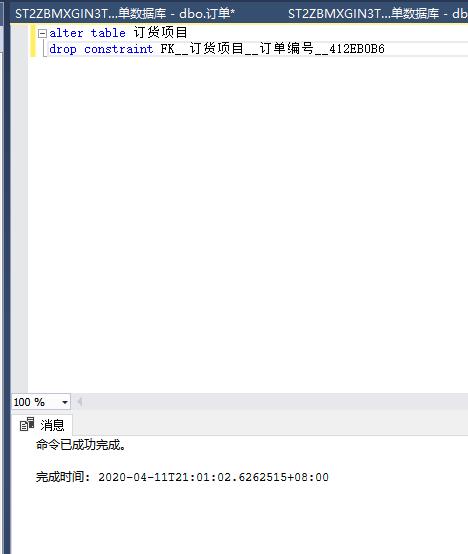 ST2ZBMXGIN3T...单数据库 - dbo.订单* ST2ZBMXGIN3T...单数据库 - db
alter table 订货项目
drop constraint FK__订货项目__订单编号__412EB0B6
100 %
消息
命令已成功完成。
完成时间: 2020-04-11T21:01:02.6262515+08:00